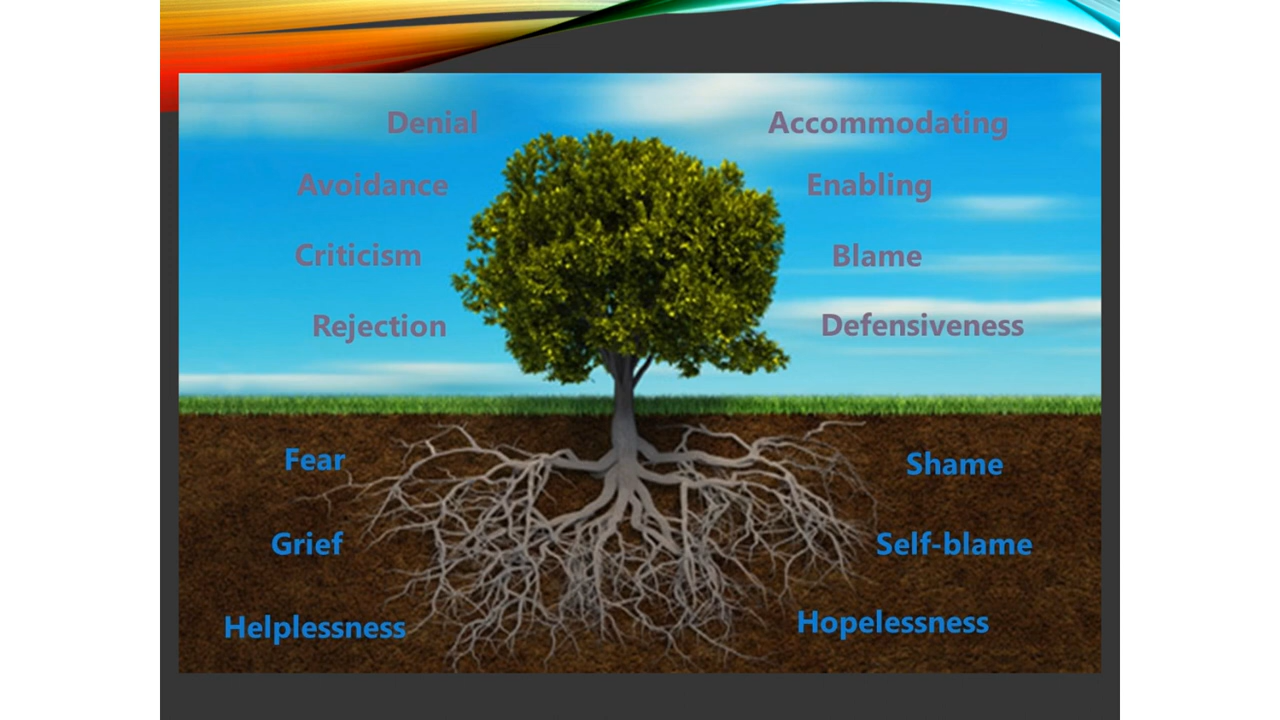 Denial
Accommodating
Avoidance
Enabling
Criticism
Blame
Rejection
Defensiveness
Fear
Shame
Grief
Self-blame
Helplessness
Hopelessness